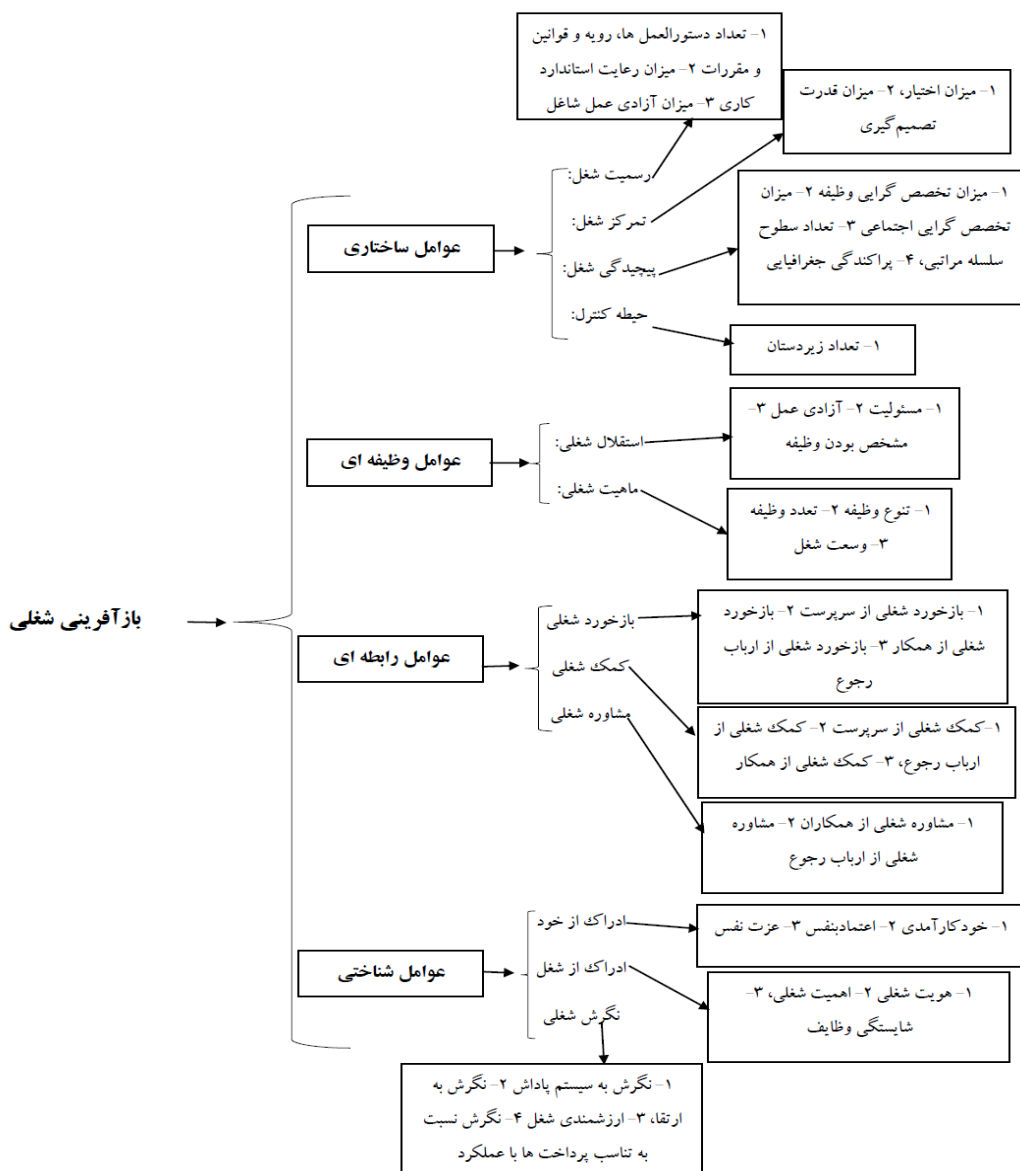 بازآفرینی شغلی
عوامل ساختاری
رسمیت شغل:
۱- تعداد دستورالعمل ها، رویه و قوانین
و مقررات ۲- میزان رعایت استاندارد
کاری ۳- میزان آزادی عمل شاغل
تمرکز شغل:
۱- میزان اختیار، ۲- میزان قدرت
تصمیم‌گیری
پیچیدگی شغل:
۱- میزان تخصص گرایی وظیفه ۲- میزان
تخصص گرایی اجتماعی ۳- تعداد سطوح
سلسله مراتبی، ۴- پراکندگی جغرافیایی
حیطه کنترل:
۱- تعداد زیردستان
عوامل وظیفه ای
استقلال شغلی:
۱- مسئولیت ۲- آزادی عمل ۳-
مشخص بودن وظیفه
ماهیت شغلی:
۱- تنوع وظیفه ۲- تعدد وظیفه
۳- وسعت شغل
عوامل رابطه ای
بازخورد شغلی
۱- بازخورد شغلی از سرپرست ۲- بازخورد
شغلی از همکار ۳- بازخورد شغلی از ارباب
رجوع
کمک شغلی
۱-کمک شغلی از سرپرست ۲- کمک شغلی از
ارباب رجوع، ۳- کمک شغلی از همکار
مشاوره شغلی
۱- مشاوره شغلی از همکاران ۲- مشاوره
شغلی از ارباب رجوع
عوامل شناختی
ادراک از خود
۱- خودکارآمدی ۲- اعتمادبنفس ۳- عزت نفس
ادراک از شغل
۱- هویت شغلی ۲- اهمیت شغلی، ۳-
شایستگی وظایف
نگرش شغلی
۱- نگرش به سیستم پاداش ۲- نگرش به
ارتقا، ۳- ارزشمندی شغل ۴- نگرش نسبت
به تناسب پرداخت ها با عملکرد